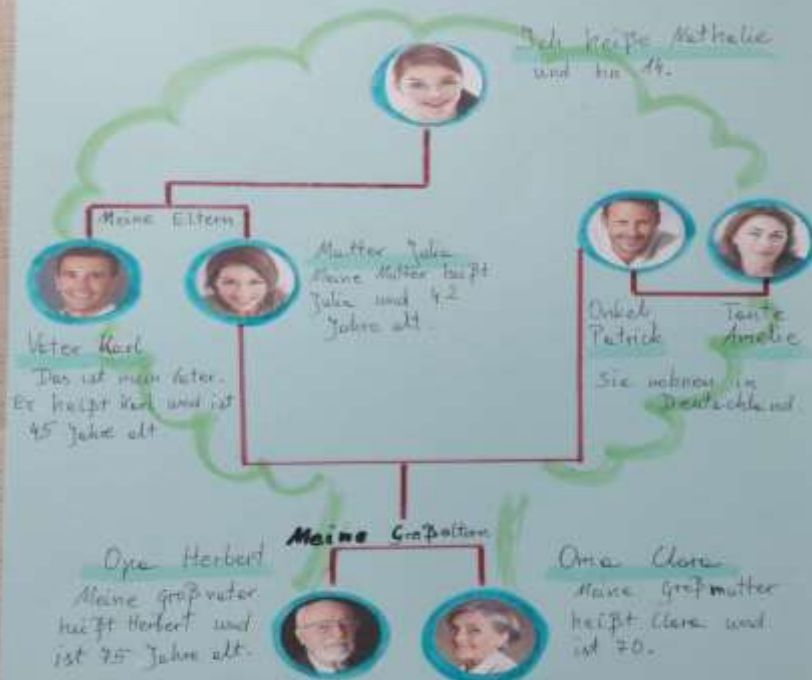 Ich heiße Nathalie
und bin 14.
Meine Eltern
Mutter Julia
Meine Mutter heißt
Julia und 42
Jahre alt.
Vater Karl
Das ist mein Vater.
Er heißt Karl und ist
45 Jahre alt
Onkel
Patrick
Tante
Amelie
Sie wohnen in
Deutschland
Meine Großeltern
Opa Herbert
Meine Großvater
heißt Herbert und
ist 75 Jahre alt.
Oma Clara
Meine Großmutter
heißt Clara und
ist 70.